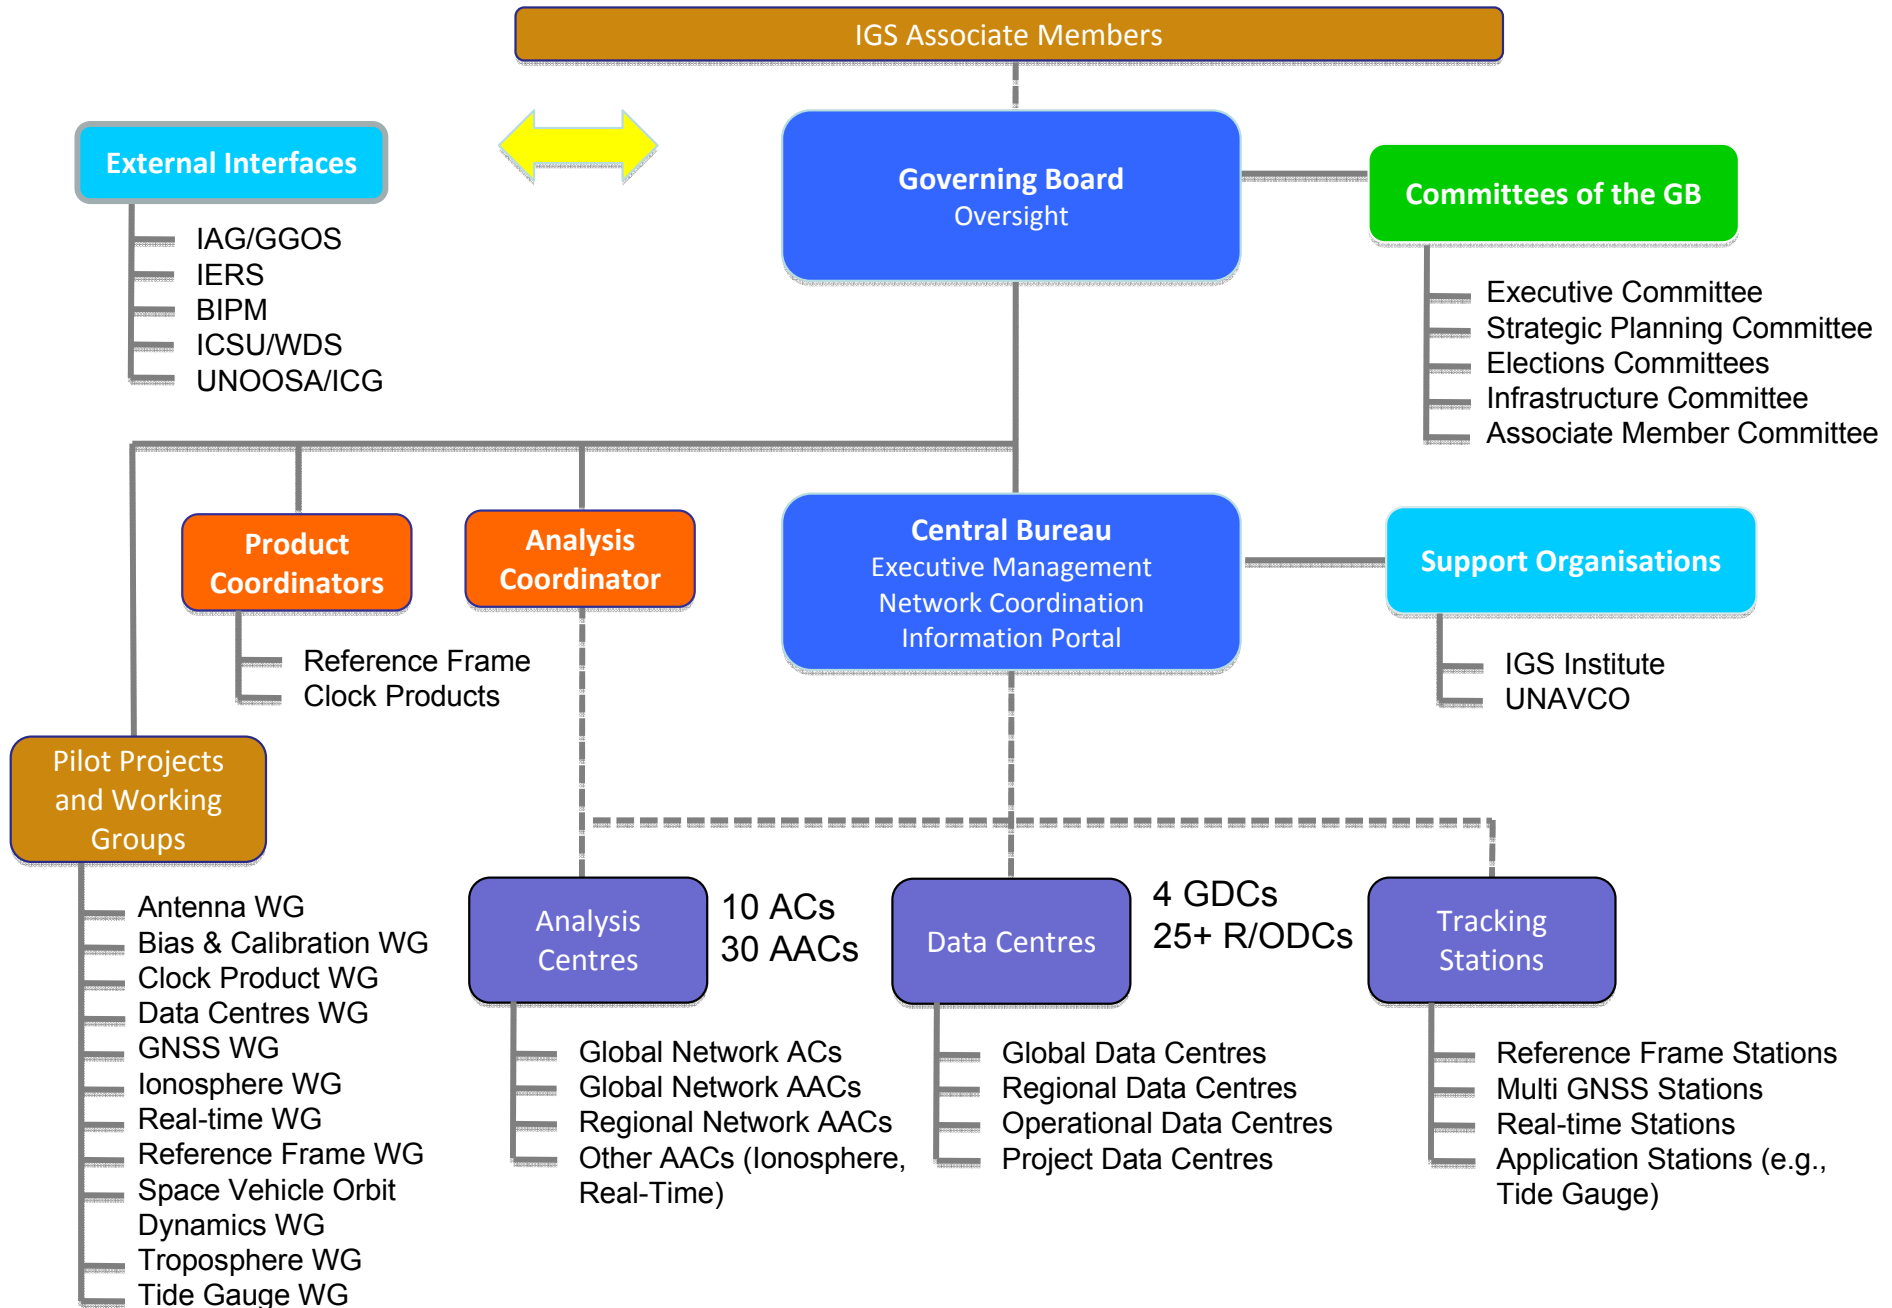 IGS Associate Members
External Interfaces
IAG/GGOS
IERS
BIPM
ICSU/WDS
UNOOSA/ICG
Governing Board
Oversight
Committees of the GB
Executive Committee
Strategic Planning Committee
Elections Committees
Infrastructure Committee
Associate Member Committee
Product
Coordinators
Reference Frame
Clock Products
Analysis
Coordinator
Central Bureau
Executive Management
Network Coordination
Information Portal
Support Organisations
IGS Institute
UNAVCO
Pilot Projects
and Working
Groups
Antenna WG
Bias & Calibration WG
Clock Product WG
Data Centres WG
GNSS WG
Ionosphere WG
Real-time WG
Reference Frame WG
Space Vehicle Orbit
Dynamics WG
Troposphere WG
Tide Gauge WG
Analysis
Centres
10 ACs
30 AACs
Global Network ACs
Global Network AACs
Regional Network AACs
Other AACs (Ionosphere,
Real-Time)
Data Centres
4 GDCs
25+ R/ODCs
Global Data Centres
Regional Data Centres
Operational Data Centres
Project Data Centres
Tracking
Stations
Reference Frame Stations
Multi GNSS Stations
Real-time Stations
Application Stations (e.g.,
Tide Gauge)